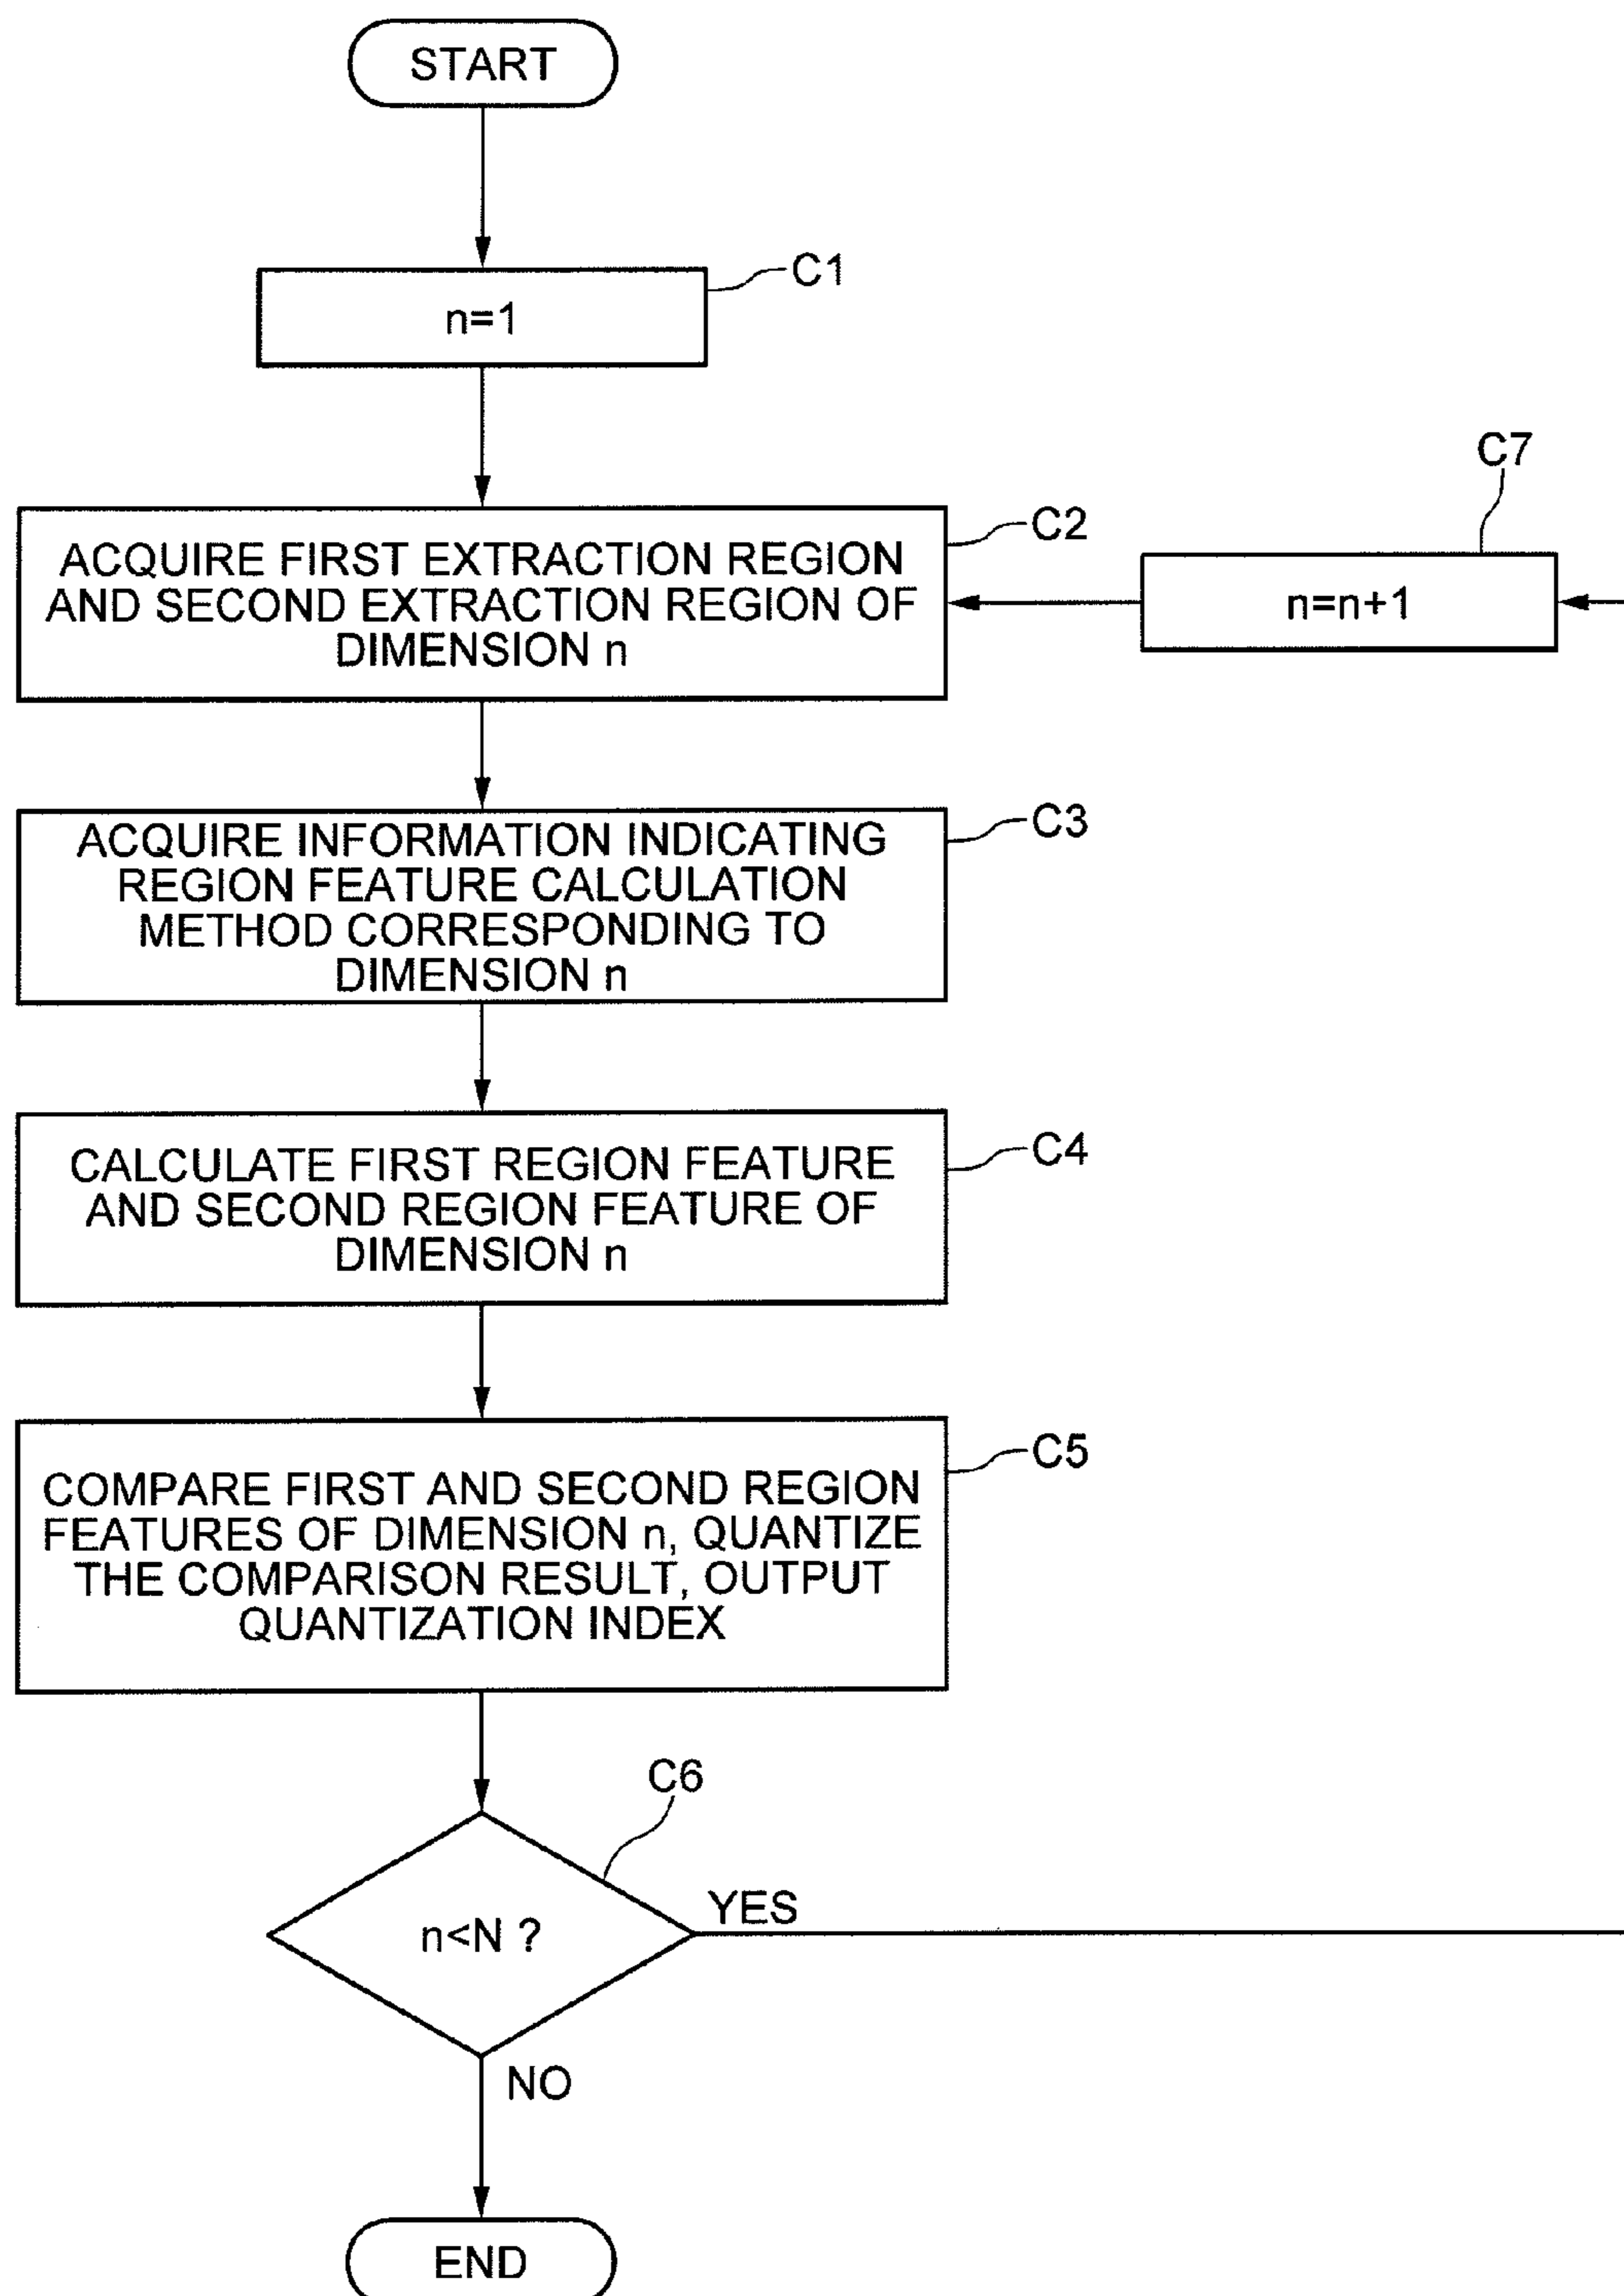 START
C1
n=1
C7
C2
ACQUIRE FIRST EXTRACTION REGION
AND SECOND EXTRACTION REGION OF
DIMENSION n
n=n+1
C3
ACQUIRE INFORMATION INDICATING
REGION FEATURE CALCULATION
METHOD CORRESPONDING TO
DIMENSION n
C4
CALCULATE FIRST REGION FEATURE
AND SECOND REGION FEATURE OF
DIMENSION n
C5
COMPARE FIRST AND SECOND REGION
FEATURES OF DIMENSION n, QUANTIZE
THE COMPARISON RESULT, OUTPUT
QUANTIZATION INDEX
C6
YES
n<N ?
NO
END